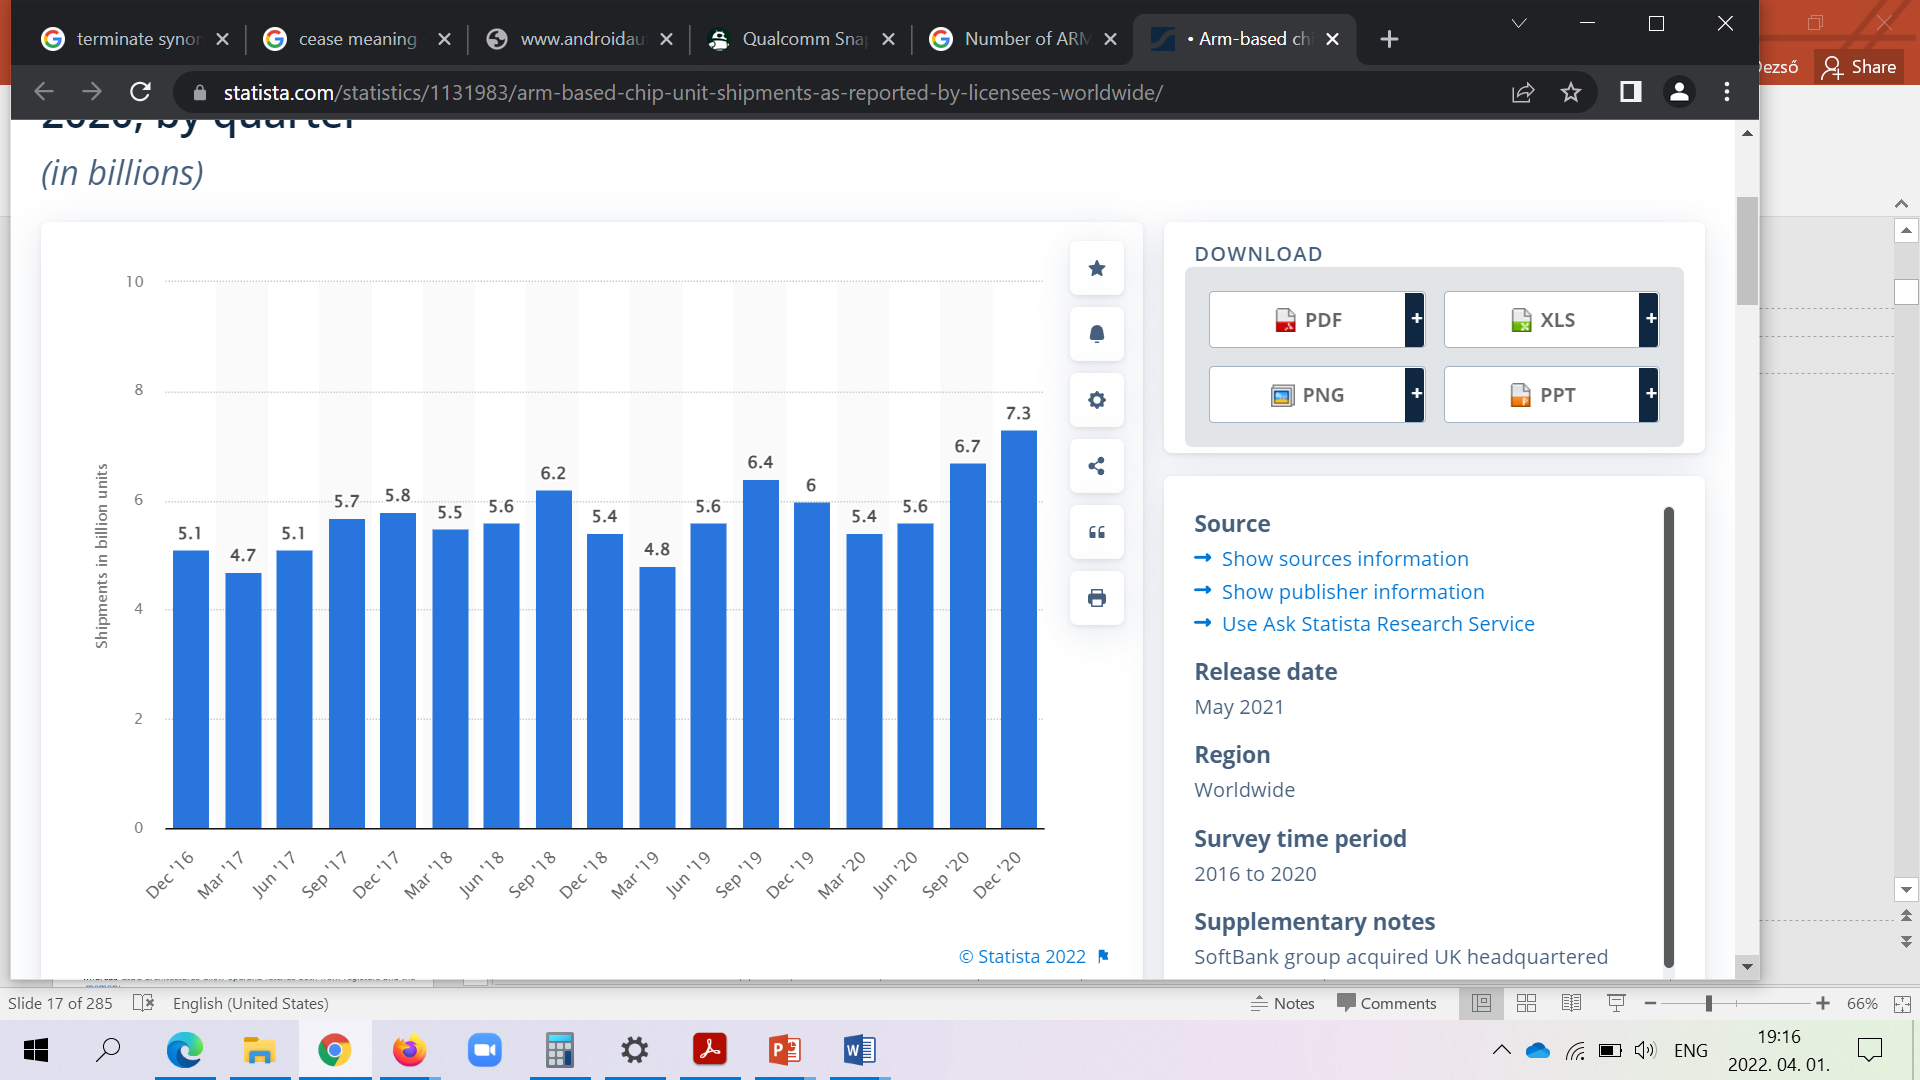 terminate synor
cease meaning
www.androidau
Qualcomm Snap
Number of ARM
• Arm-based chi
ezső
Share
statista.com/statistics/1131983/arm-based-chip-unit-shipments-as-reported-by-licensees-worldwide/
2020, by quarter
(in billions)
10
8
6
4
2
0
Shipments in billion units
5.1
4.7
5.1
5.7
5.8
5.5
5.6
6.2
5.4
4.8
5.6
6.4
6
5.4
5.6
6.7
7.3
Dec '16
Mar '17
Jun '17
Sep '17
Dec '17
Mar '18
Jun '18
Sep '18
Dec '18
Mar '19
Jun '19
Sep '19
Dec '19
Mar '20
Jun '20
Sep '20
Dec '20
© Statista 2022
DOWNLOAD
PDF +
XLS +
PNG +
PPT +
Source
→ Show sources information
→ Show publisher information
→ Use Ask Statista Research Service
Release date
May 2021
Region
Worldwide
Survey time period
2016 to 2020
Supplementary notes
SoftBank group acquired UK headquartered
Slide 17 of 285
English (United States)
Notes
Comments
66%
ENG
19:16
2022. 04. 01.